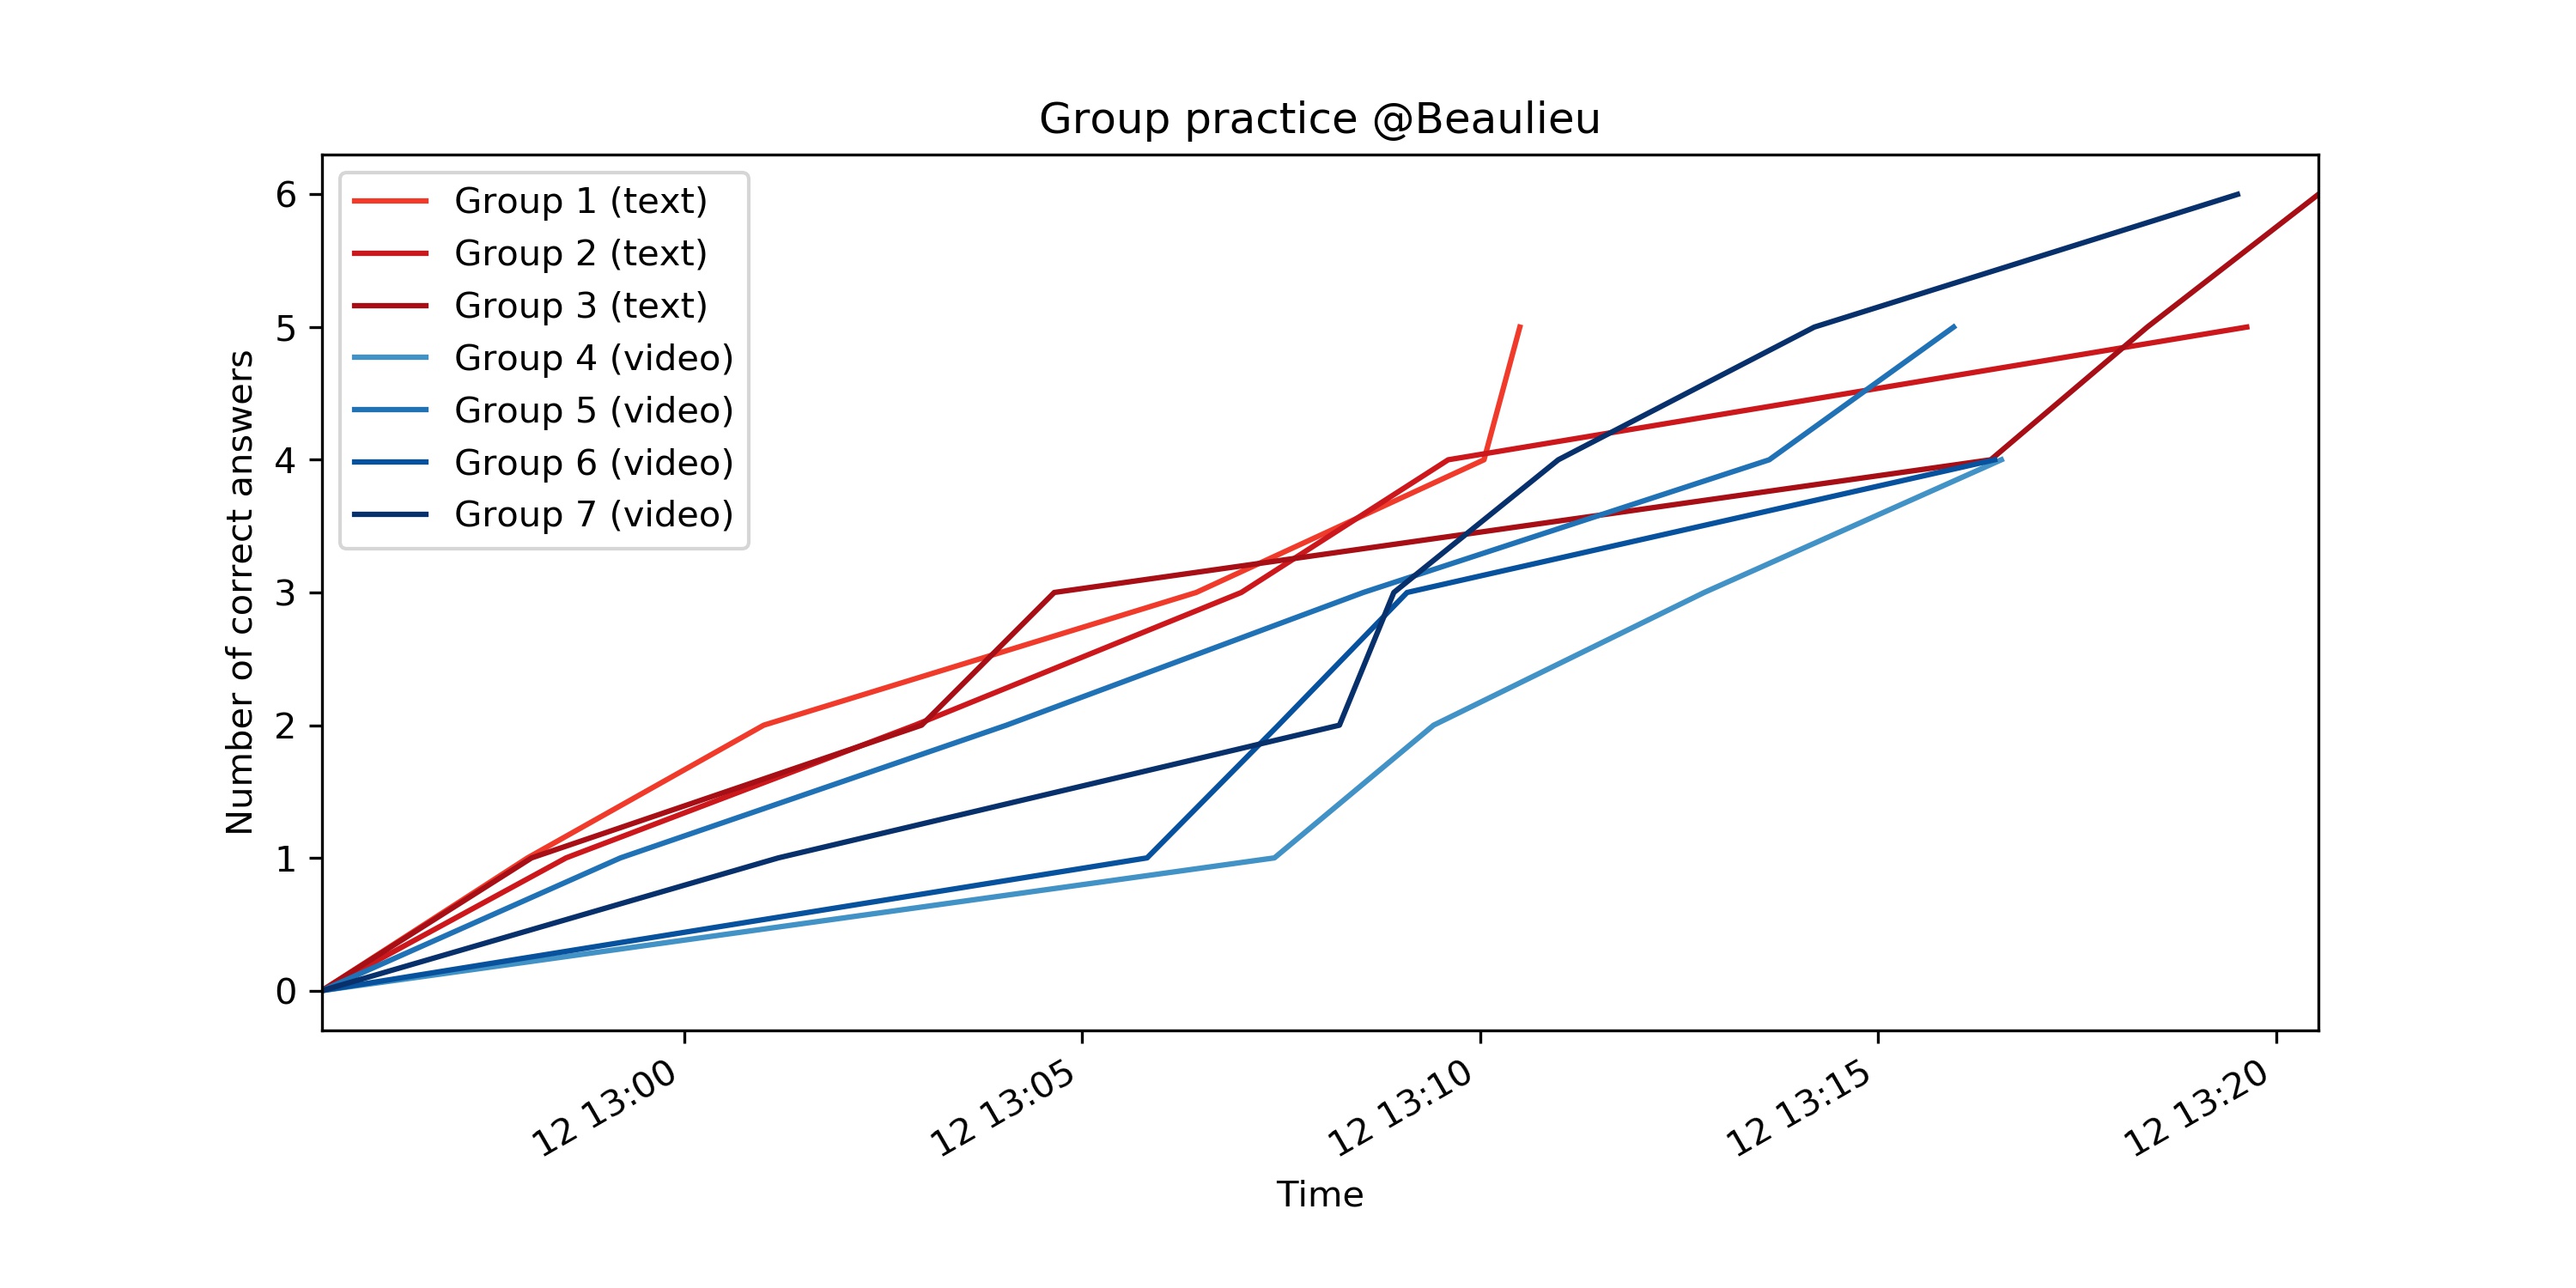 Group practice @Beaulieu
Group 1 (text)
Group 2 (text)
Group 3 (text)
Group 4 (video)
Group 5 (video)
Group 6 (video)
Group 7 (video)
Number of correct answers
6
5
4
3
2
1
0
12 13:00
12 13:05
12 13:10
12 13:15
12 13:20
Time